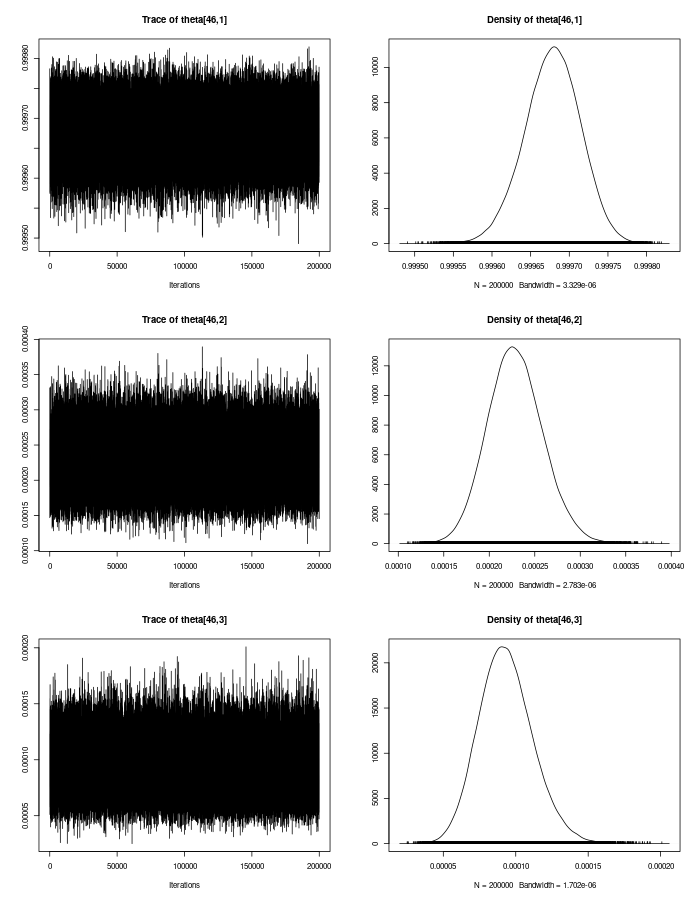 Trace of theta[46,1]
0.99950 0.99960 0.99970 0.99980
0 50000 100000 150000 200000
Iterations
Density of theta[46,1]
0 2000 4000 6000 8000 10000
0.99950 0.99955 0.99960 0.99965 0.99970 0.99975 0.99980
N = 200000 Bandwidth = 3.329e-06
Trace of theta[46,2]
0.00010 0.00015 0.00020 0.00025 0.00030 0.00035 0.00040
0 50000 100000 150000 200000
Iterations
Density of theta[46,2]
0 2000 4000 6000 8000 10000 12000
0.00010 0.00015 0.00020 0.00025 0.00030 0.00035 0.00040
N = 200000 Bandwidth = 2.783e-06
Trace of theta[46,3]
0.00005 0.00010 0.00015 0.00020
0 50000 100000 150000 200000
Iterations
Density of theta[46,3]
0 5000 10000 15000 20000
0.00005 0.00010 0.00015 0.00020
N = 200000 Bandwidth = 1.702e-06